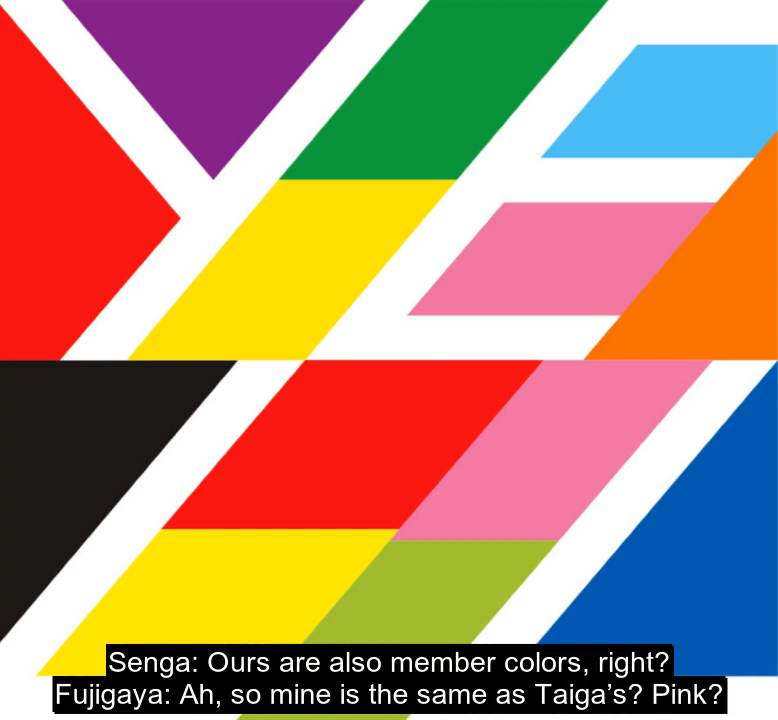 Senga: Ours are also member colors, right?
Fujigaya: Ah, so mine is the same as Taiga’s? Pink?